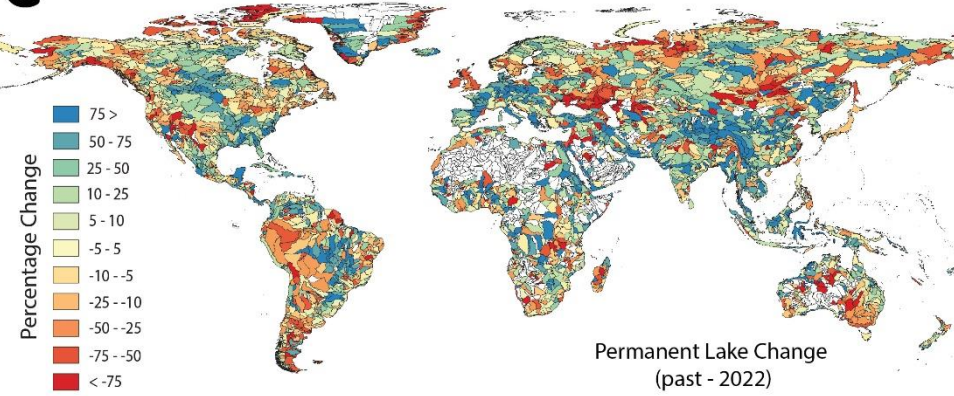 Percentage Change
75 >
50 - 75
25 - 50
10 - 25
5 - 10
-5 - 5
-10 - -5
-25 - -10
-50 - -25
-75 - -50
< -75
Permanent Lake Change
(past - 2022)